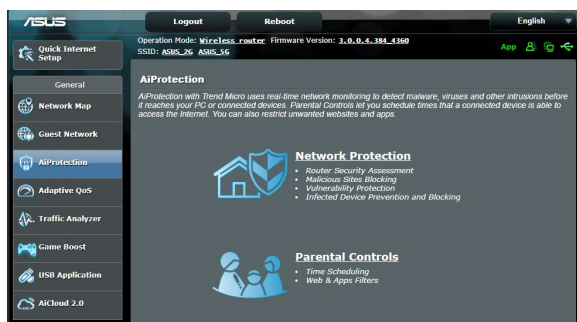 ASUS
Logout
Reboot
English
Quick Internet
Setup
Operation Mode: Wireless router Firmware Version: 3.0.0.4.384_4360
SSID: ASUS_2G ASUS_5G
App
General
Network Map
Guest Network
AiProtection
Adaptive QoS
Traffic Analyzer
Game Boost
USB Application
AiCloud 2.0
AiProtection
AiProtection with Trend Micro uses real-time network monitoring to detect malware, viruses and other intrusions before
it reaches your PC or connected devices. Parental Controls let you schedule times that a connected device is able to
access the Internet. You can also restrict unwanted websites and apps.
Network Protection
• Router Security Assessment
• Malicious Sites Blocking
• Vulnerability Protection
• Infected Device Prevention and Blocking
Parental Controls
• Time Scheduling
• Web & Apps Filters